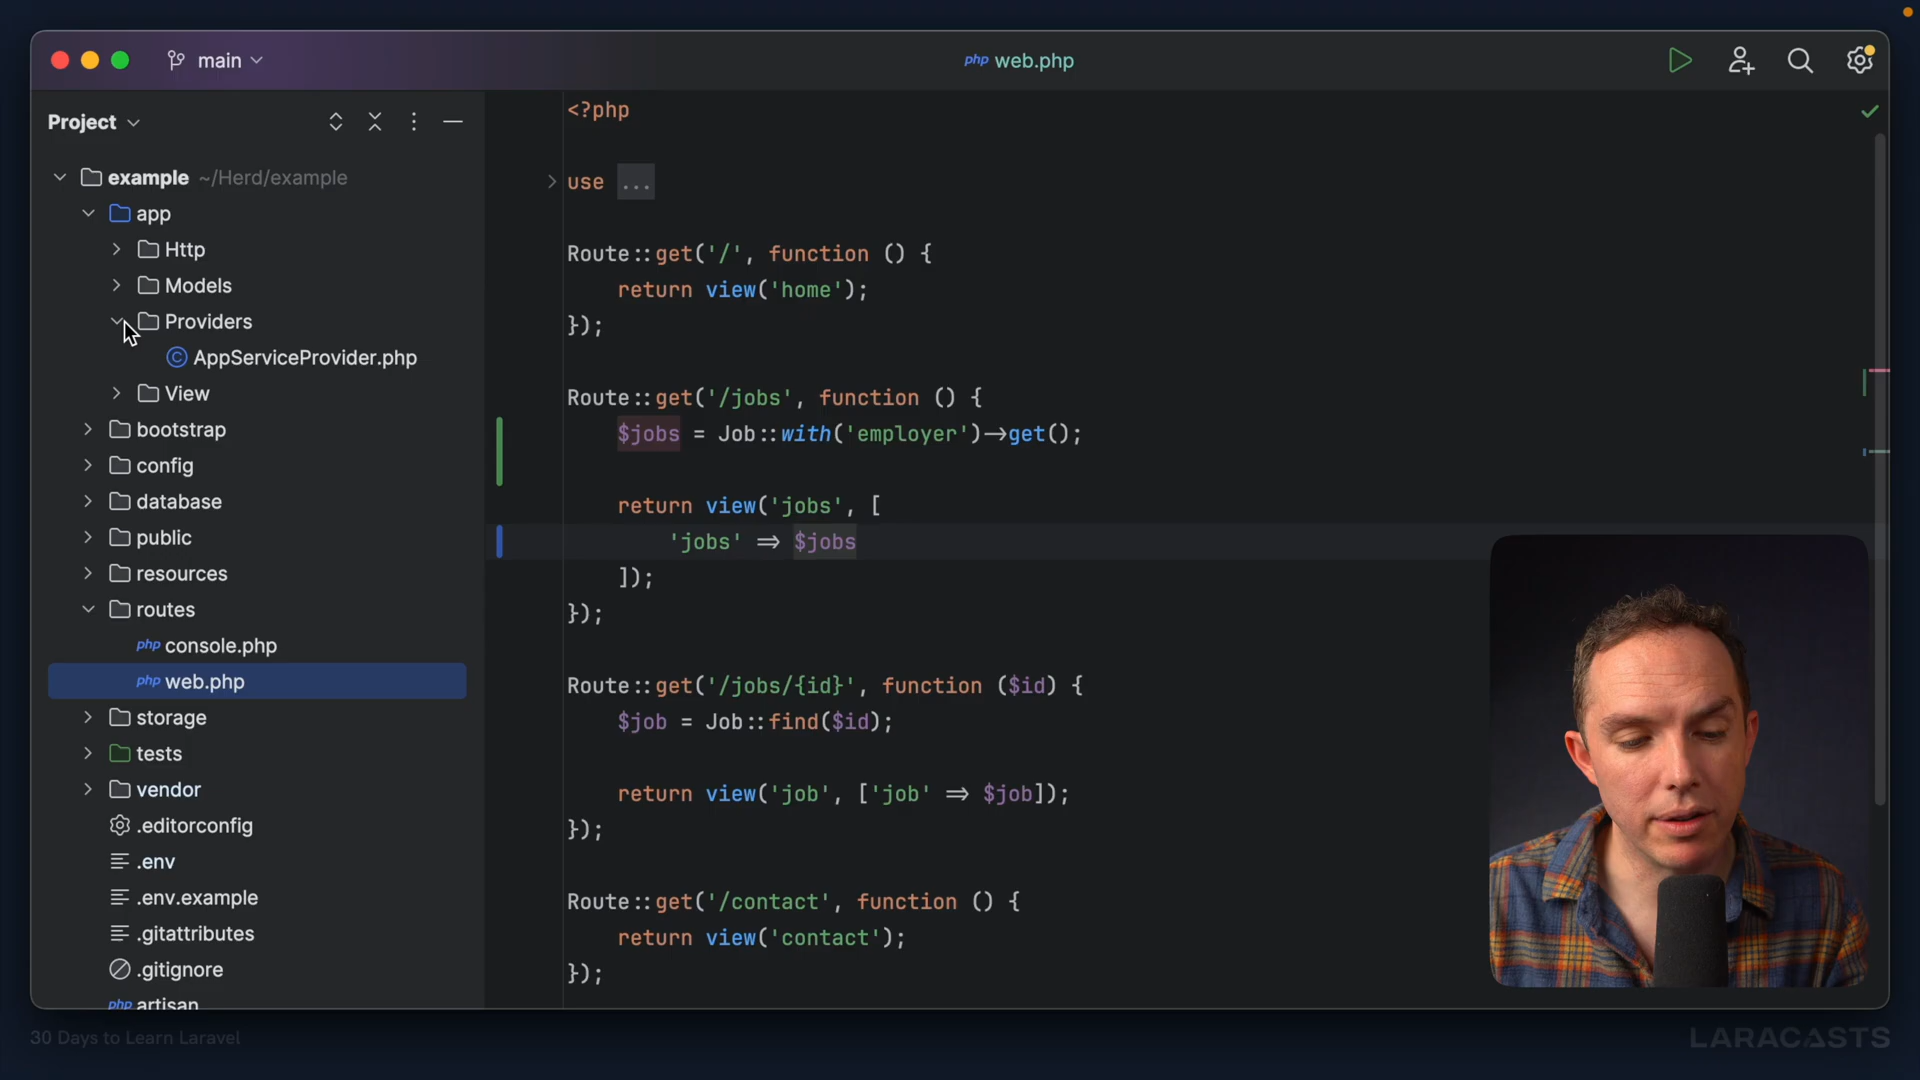 main
php web.php
Project
example ~/Herd/example
app
Http
Models
Providers
AppServiceProvider.php
View
bootstrap
config
database
public
resources
routes
php console.php
php web.php
storage
tests
vendor
.editorconfig
.env
.env.example
.gitattributes
.gitignore
php artisan
<?php
use ...
Route::get('/', function () {
return view('home');
});
Route::get('/jobs', function () {
$jobs = Job::with('employer')->get();
return view('jobs', [
'jobs' => $jobs
]);
});
Route::get('/jobs/{id}', function ($id) {
$job = Job::find($id);
return view('job', ['job' => $job]);
});
Route::get('/contact', function () {
return view('contact');
});
30 Days to Learn Laravel
LARACASTS